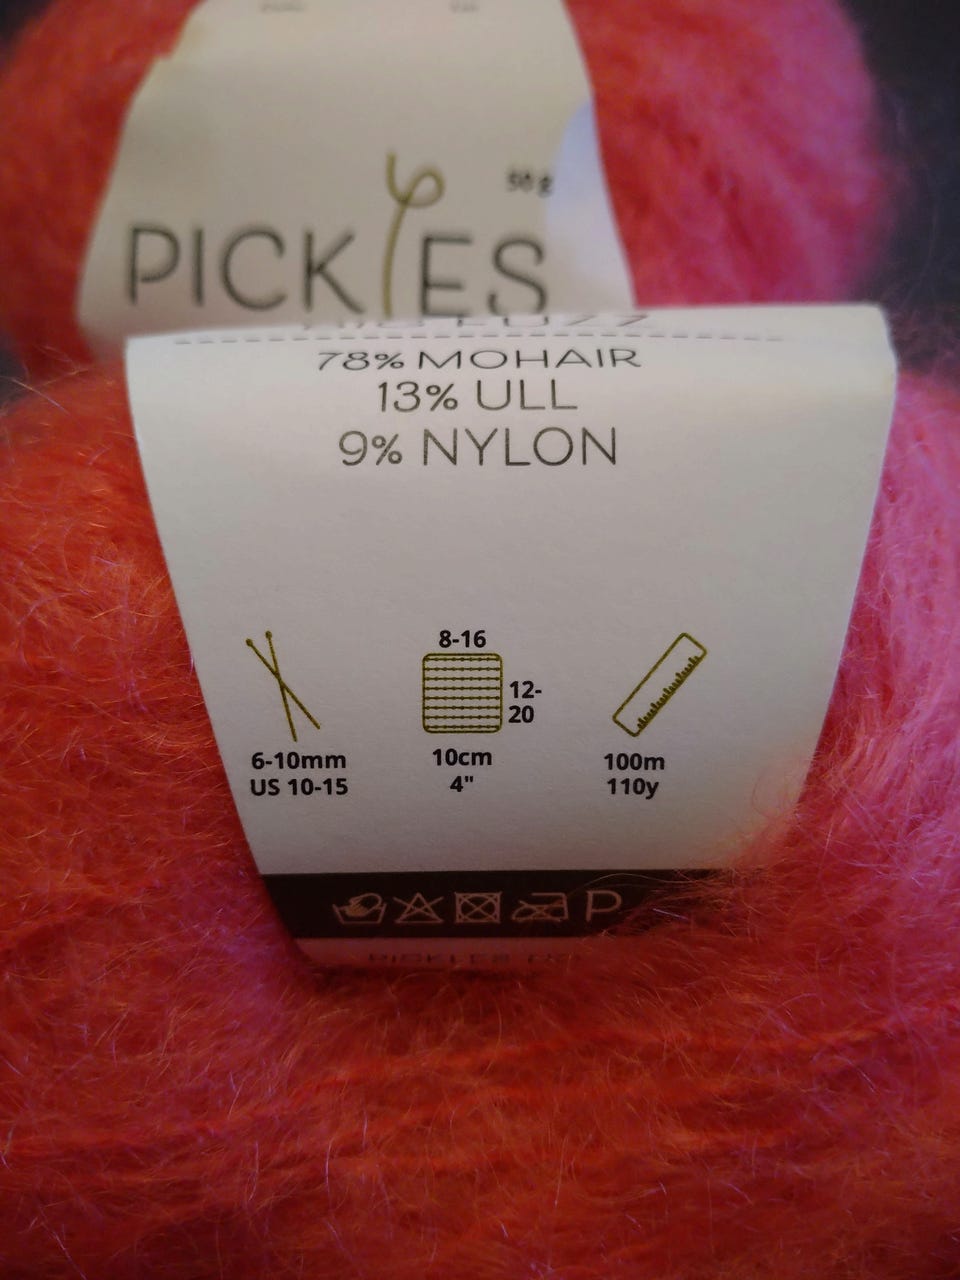 50 g
PICKLES
78% MOHAIR
13% ULL
9% NYLON
8-16
12-
20
6-10mm
US 10-15
10cm
4"
100m
110y
P